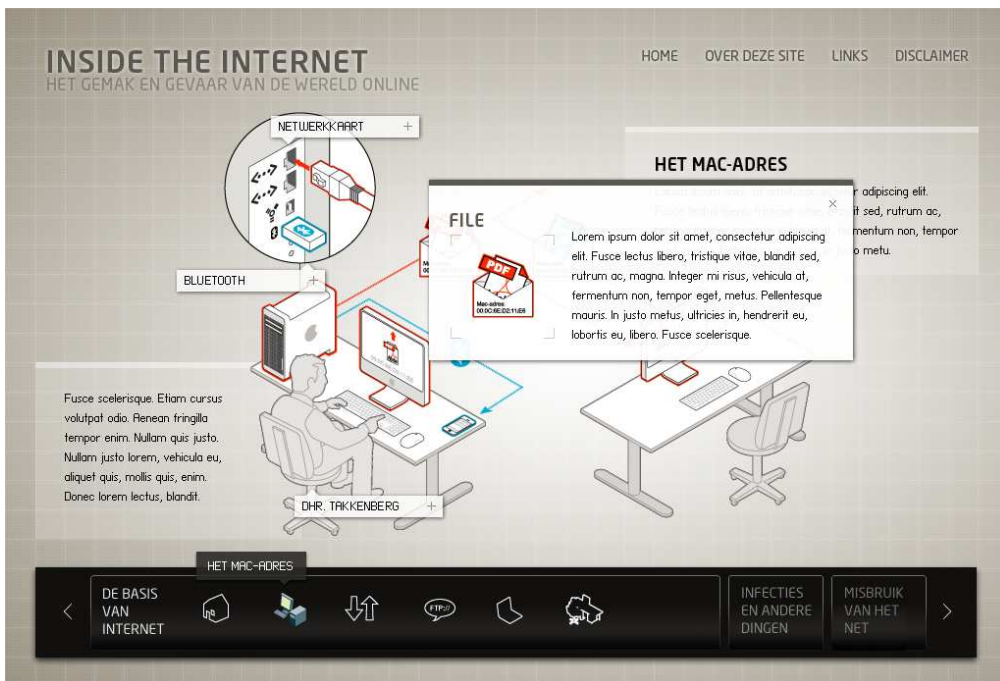 INSIDE THE INTERNET
HET GEMAK EN GEVAAR VAN DE WERELD ONLINE
HOME OVER DEZE SITE LINKS DISCLAIMER
NETWERKKAART +
HET MAC-ADRES
adipiscing elit.
it sed, rutrum ac,
fermentum non, tempor
metu.
FILE
Lorem ipsum dolor sit amet, consectetur adipiscing
elit. Fusce lectus libero, tristique vitae, blandit sed,
rutrum ac, magna. Integer mi risus, vehicula at,
fermentum non, tempor eget, metus. Pellentesque
mauris. In justo metus, ultricies in, hendrerit eu,
lobortis eu, libero. Fusce scelerisque.
PDF
Mac-adres:
00:0C:6E:D2:11:E6
BLUETOOTH +
Fusce scelerisque. Etiam cursus
volutpat odio. Aenean fringilla
tempor enim. Nullam quis justo.
Nullam justo lorem, vehicula eu,
aliquet quis, mollis quis, enim.
Donec lorem lectus, blandit.
DHR. TAKKENBERG +
HET MAC-ADRES
DE BASIS
VAN
INTERNET
FTP://
INFECTIES
EN ANDERE
DINGEN
MISBRUIK
VAN HET
NET